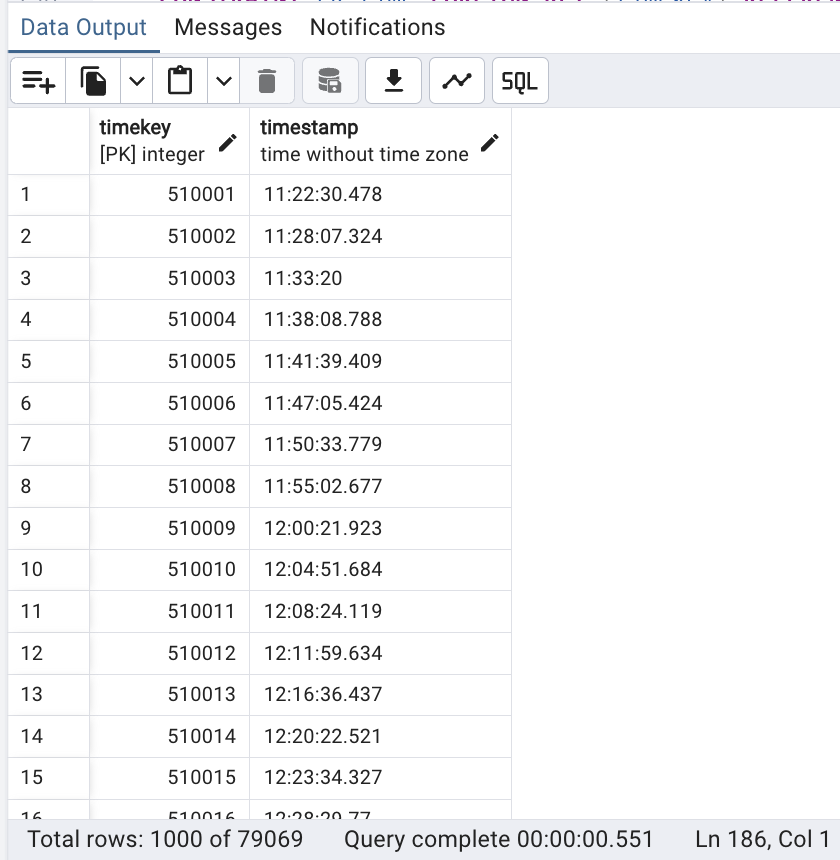 Data Output Messages Notifications
SQL
timekey timestamp
[PK] integer time without time zone
1 510001 11:22:30.478
2 510002 11:28:07.324
3 510003 11:33:20
4 510004 11:38:08.788
5 510005 11:41:39.409
6 510006 11:47:05.424
7 510007 11:50:33.779
8 510008 11:55:02.677
9 510009 12:00:21.923
10 510010 12:04:51.684
11 510011 12:08:24.119
12 510012 12:11:59.634
13 510013 12:16:36.437
14 510014 12:20:22.521
15 510015 12:23:34.327
16 510016 12:28:29.77
Total rows: 1000 of 79069 Query complete 00:00:00.551 Ln 186, Col 1